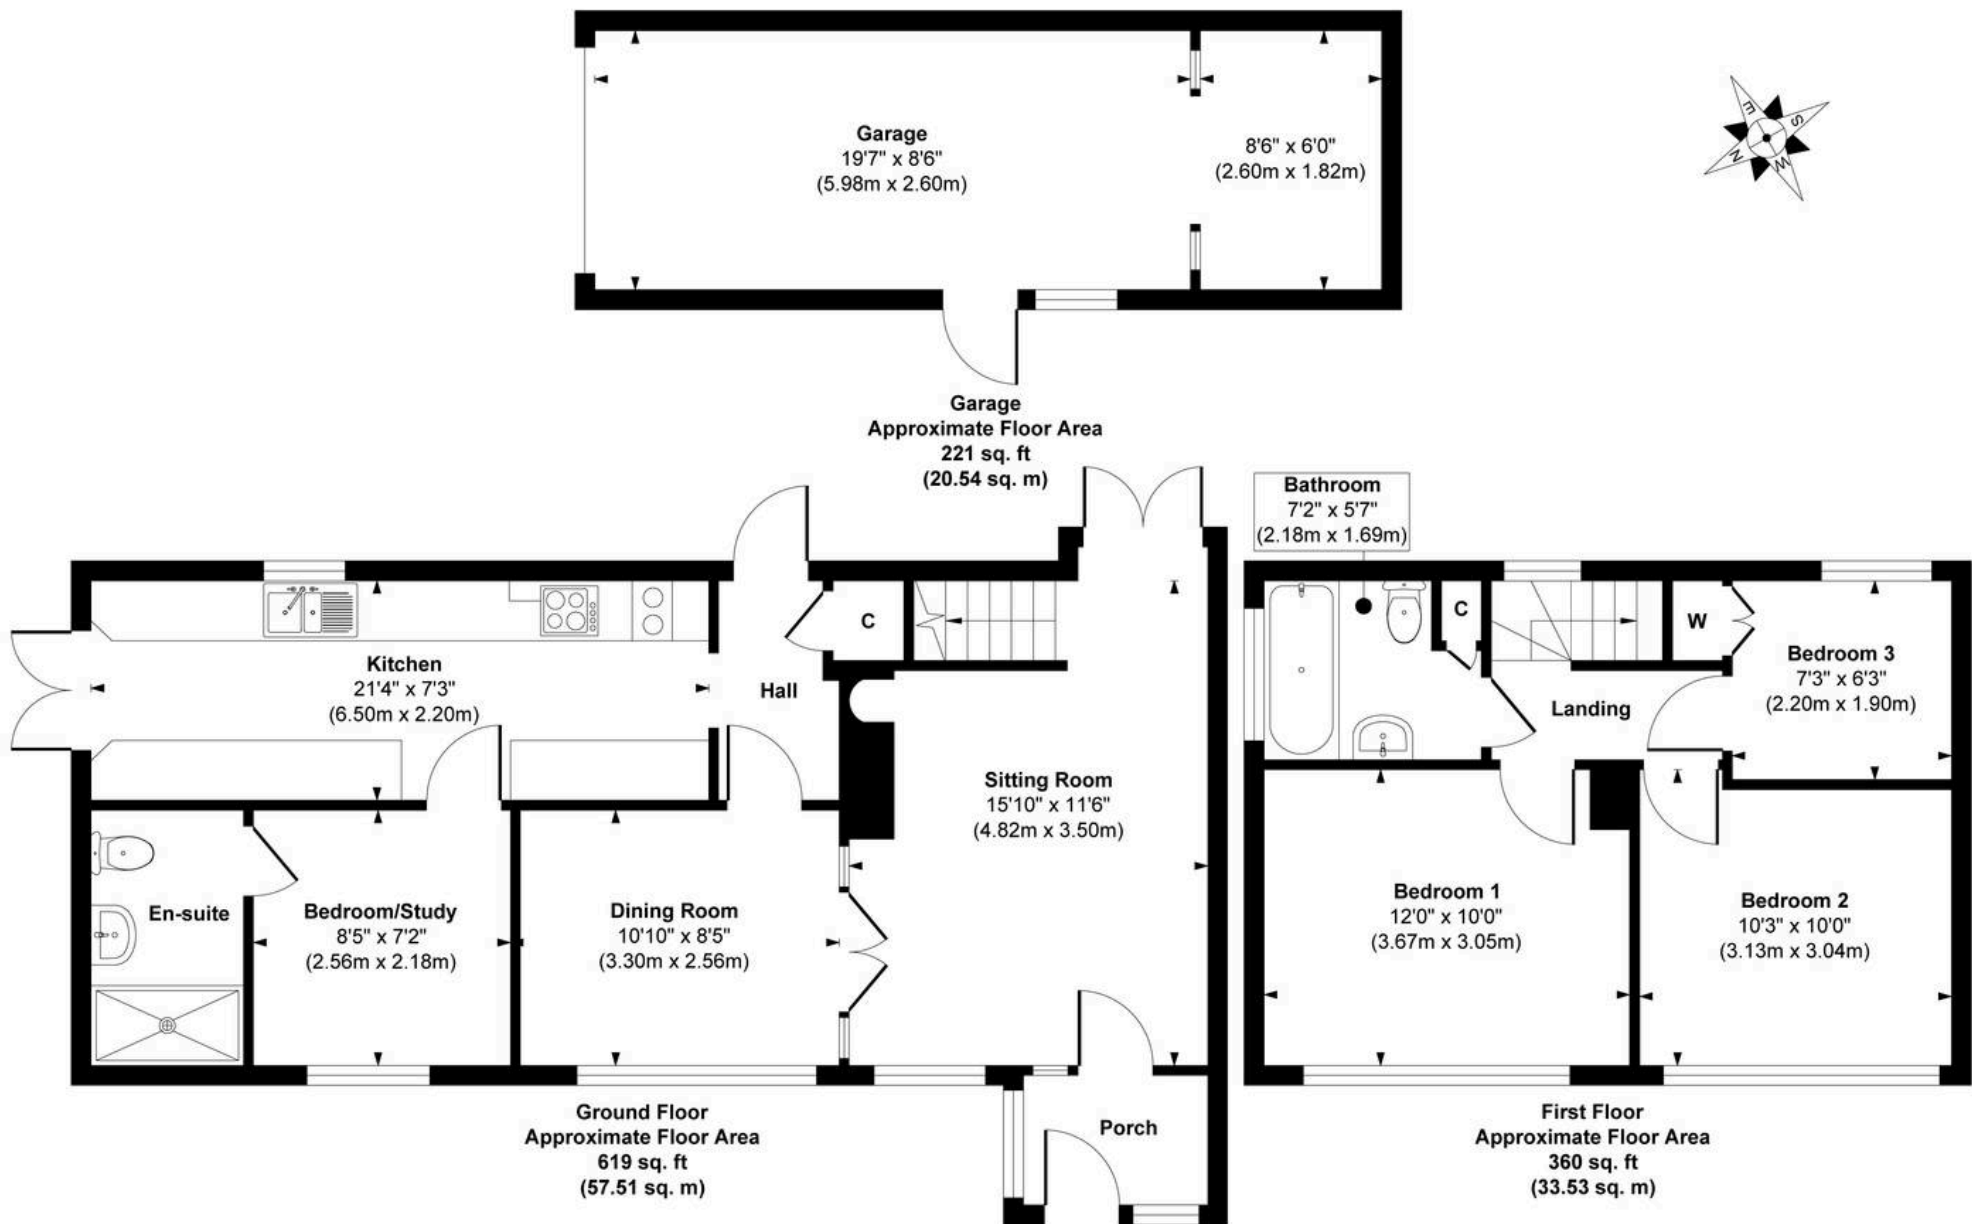 Garage
19'7" x 8'6"
(5.98m x 2.60m)
8'6" x 6'0"
(2.60m x 1.82m)
E
S
N
W
Garage
Approximate Floor Area
221 sq. ft
(20.54 sq. m)
Bathroom
7'2" x 5'7"
(2.18m x 1.69m)
Kitchen
21'4" x 7'3"
(6.50m x 2.20m)
Hall
C
Sitting Room
15'10" x 11'6"
(4.82m x 3.50m)
En-suite
Bedroom/Study
8'5" x 7'2"
(2.56m x 2.18m)
Dining Room
10'10" x 8'5"
(3.30m x 2.56m)
Porch
Ground Floor
Approximate Floor Area
619 sq. ft
(57.51 sq. m)
C
W
Landing
Bedroom 3
7'3" x 6'3"
(2.20m x 1.90m)
Bedroom 1
12'0" x 10'0"
(3.67m x 3.05m)
Bedroom 2
10'3" x 10'0"
(3.13m x 3.04m)
First Floor
Approximate Floor Area
360 sq. ft
(33.53 sq. m)